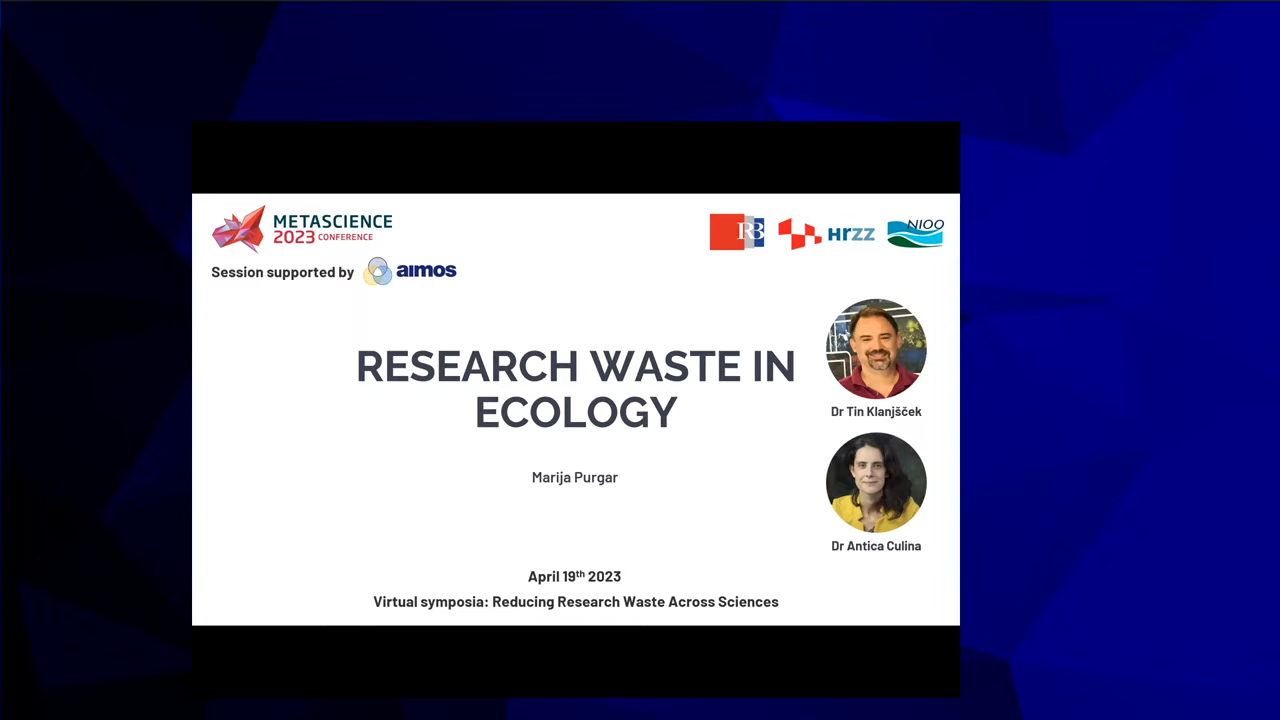 METASCIENCE
2023 CONFERENCE
Session supported by aimos
IRB
HRZZ
NIOO
RESEARCH WASTE IN
ECOLOGY
Marija Purgar
Dr Tin Klanjšček
Dr Antica Culina
April 19th 2023
Virtual symposia: Reducing Research Waste Across Sciences